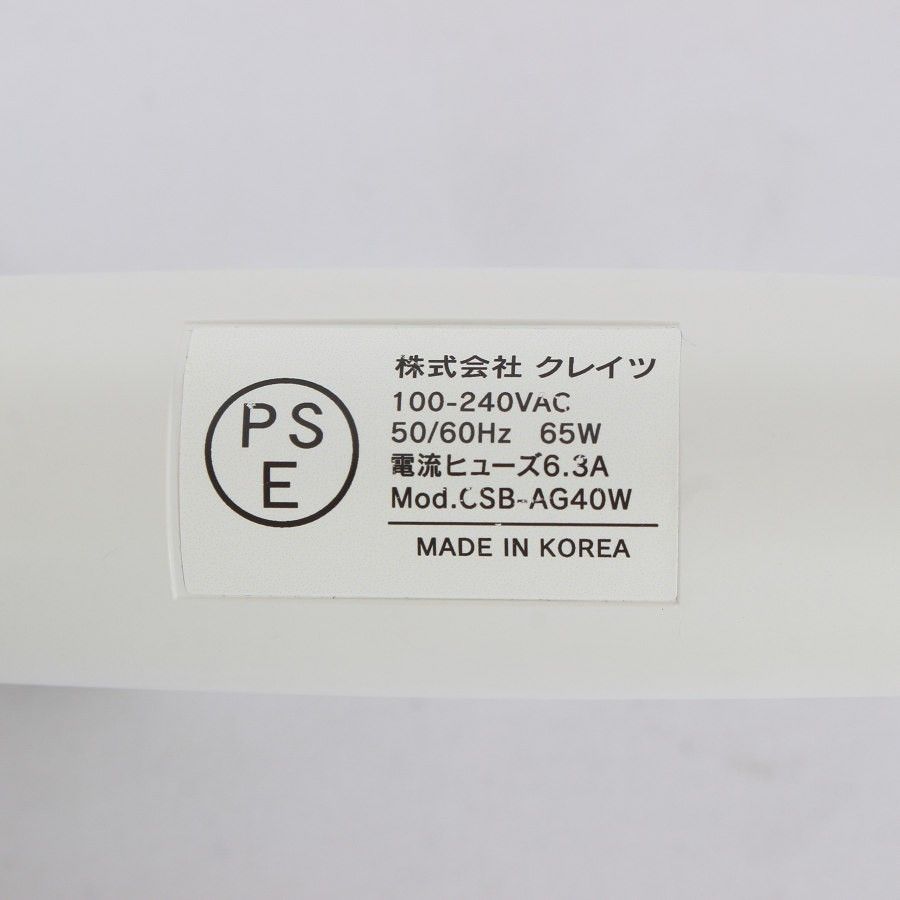 PS
E
株式会社 クレイツ
100-240VAC
50/60Hz 65W
電流ヒューズ6.3A
Mod.CSB-AG40W
MADE IN KOREA